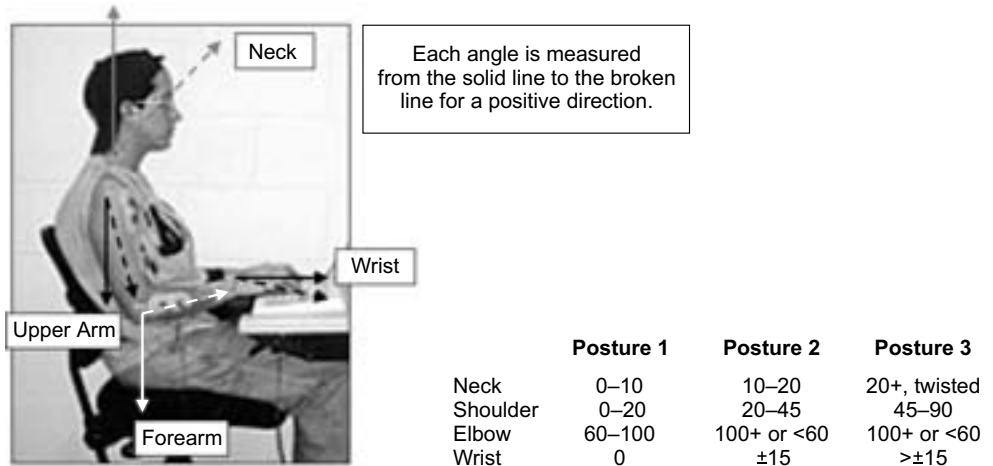 Neck
Each angle is measured
from the solid line to the broken
line for a positive direction.
Wrist
Upper Arm
Forearm
Posture 1 Posture 2 Posture 3
Neck 0–10 10–20 20+, twisted
Shoulder 0–20 20–45 45–90
Elbow 60–100 100+ or <60 100+ or <60
Wrist 0 ±15 >±15